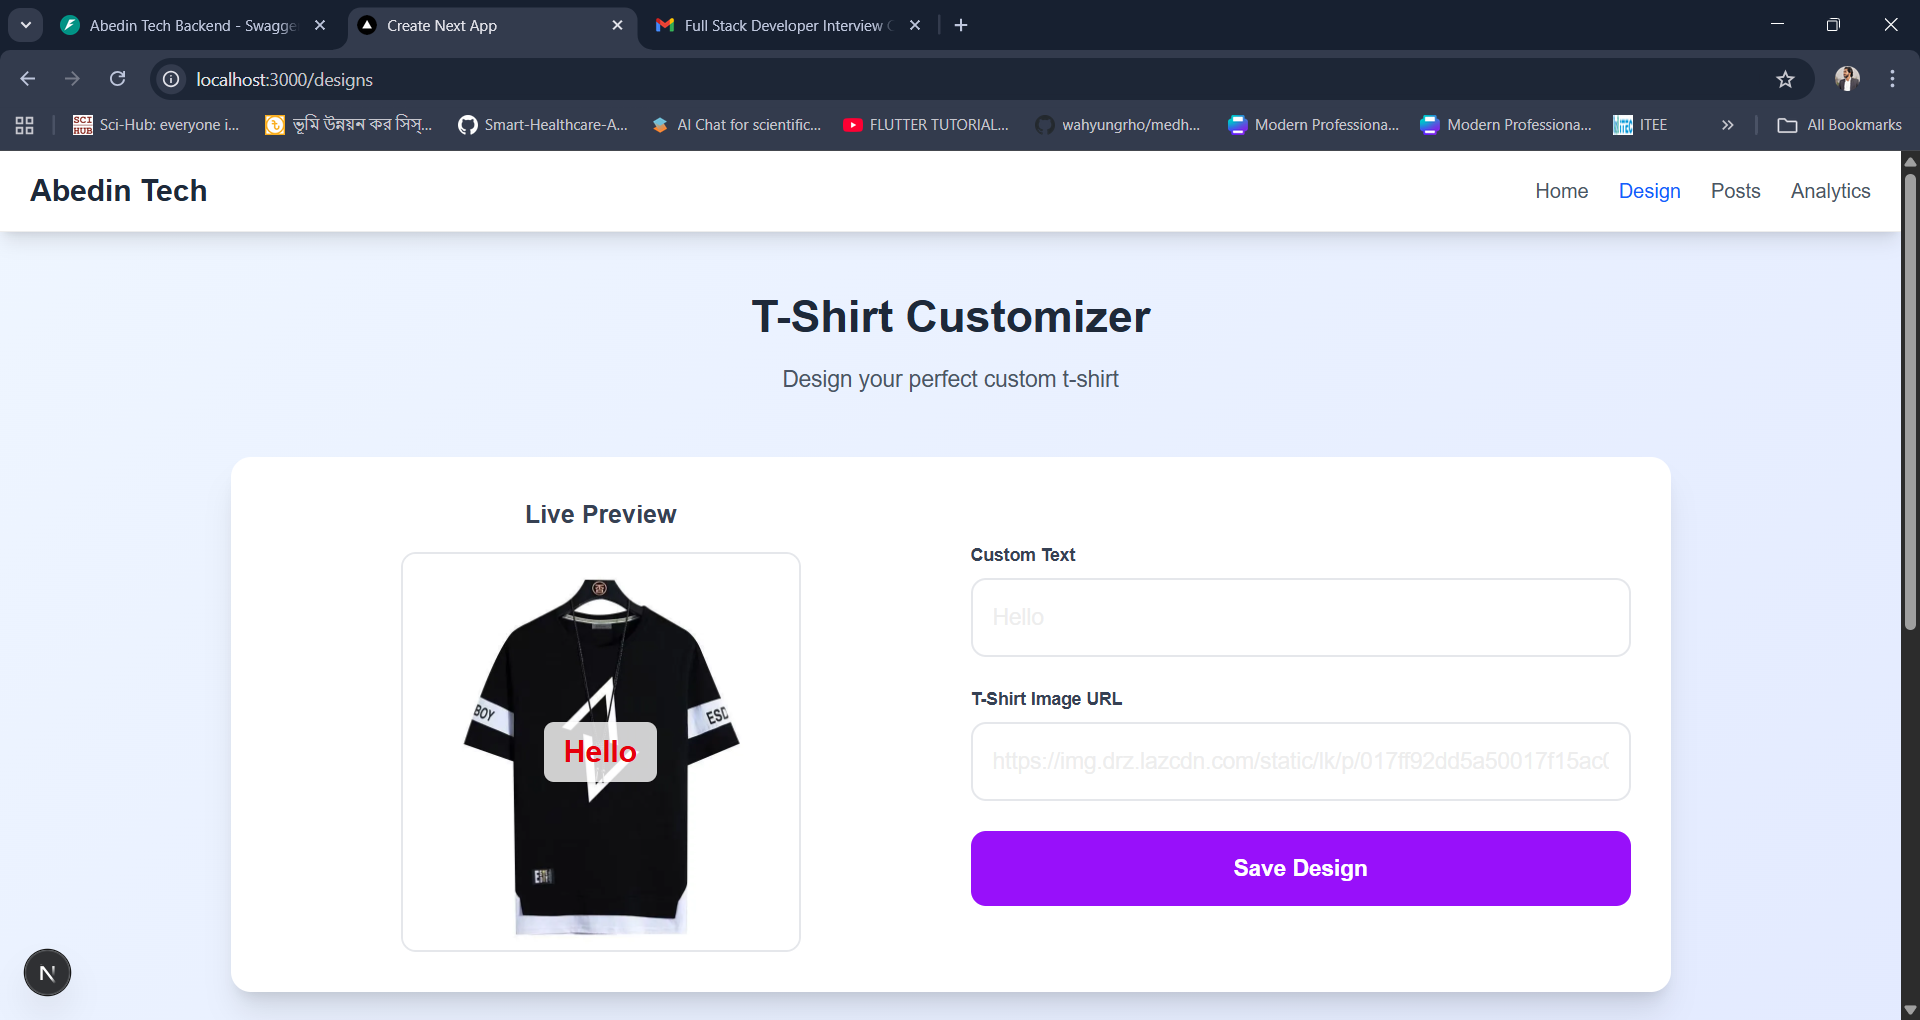 Abedin Tech Backend - Swagge
Create Next App
Full Stack Developer Interview
localhost:3000/designs
SCI HUB
Sci-Hub: everyone i...
ভূমি উন্নয়ন কর সিস্...
Smart-Healthcare-A...
AI Chat for scientific...
FLUTTER TUTORIAL...
wahyungrho/medh...
Modern Professiona...
Modern Professiona...
ITEE
All Bookmarks
Abedin Tech
Home
Design
Posts
Analytics
T-Shirt Customizer
Design your perfect custom t-shirt
Live Preview
BOY
ESD
Hello
Custom Text
Hello
T-Shirt Image URL
https://img.drz.lazcdn.com/static/lk/p/017ff92dd5a50017f15ac
Save Design
N